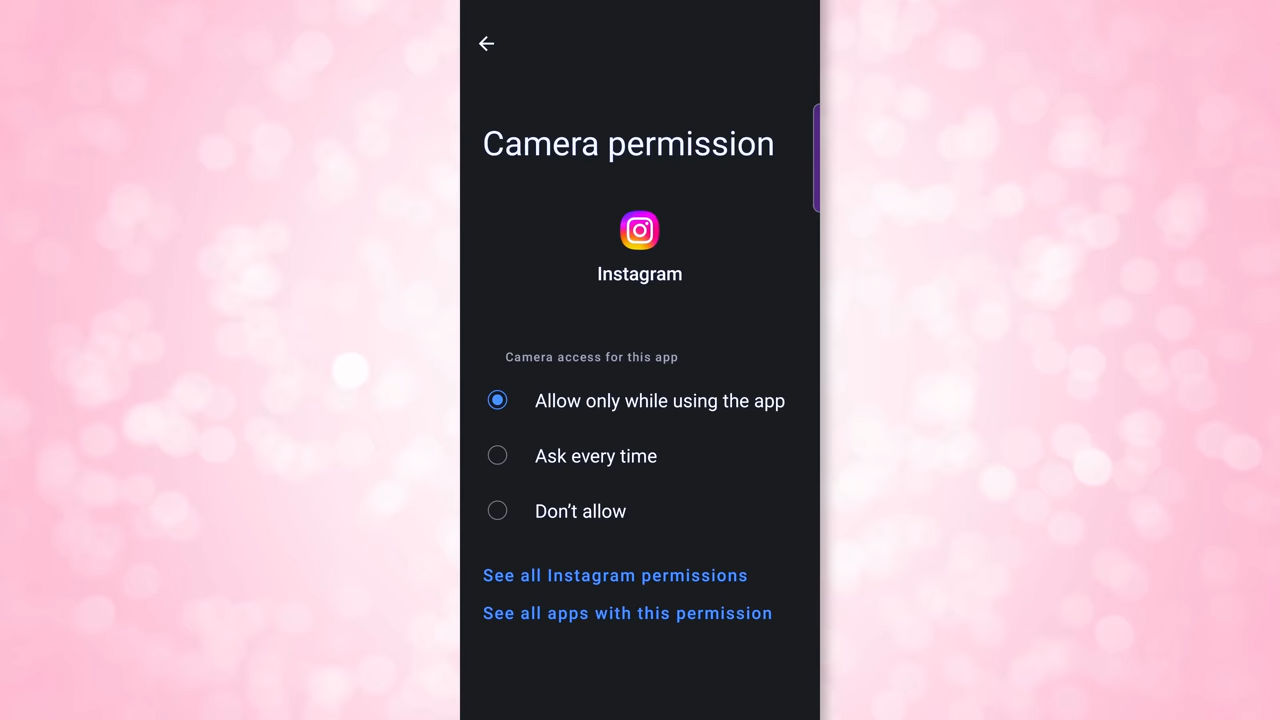 Camera permission
Instagram
Camera access for this app
Allow only while using the app
Ask every time
Don’t allow
See all Instagram permissions
See all apps with this permission